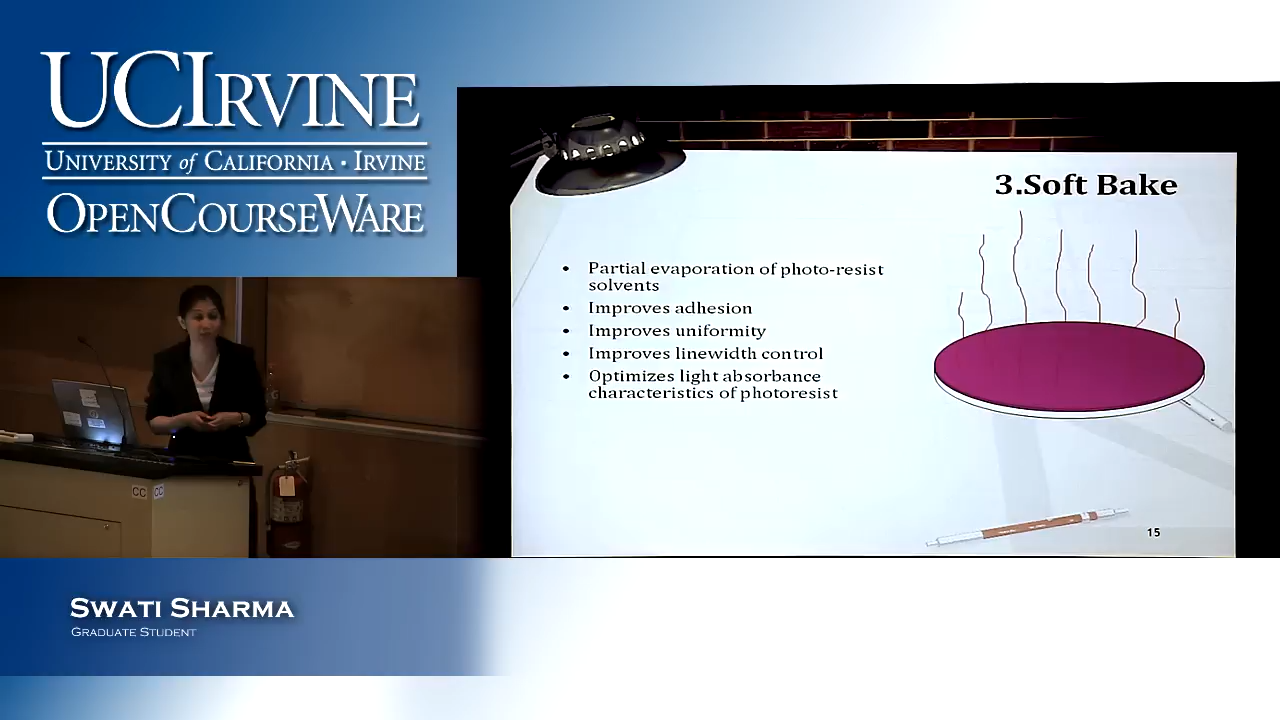 UCIRVINE
UNIVERSITY of CALIFORNIA · IRVINE
OPENCOURSEWARE
3.Soft Bake
• Partial evaporation of photo-resist
solvents
• Improves adhesion
• Improves uniformity
• Improves linewidth control
• Optimizes light absorbance
characteristics of photoresist
15
CC CC
SWATI SHARMA
GRADUATE STUDENT